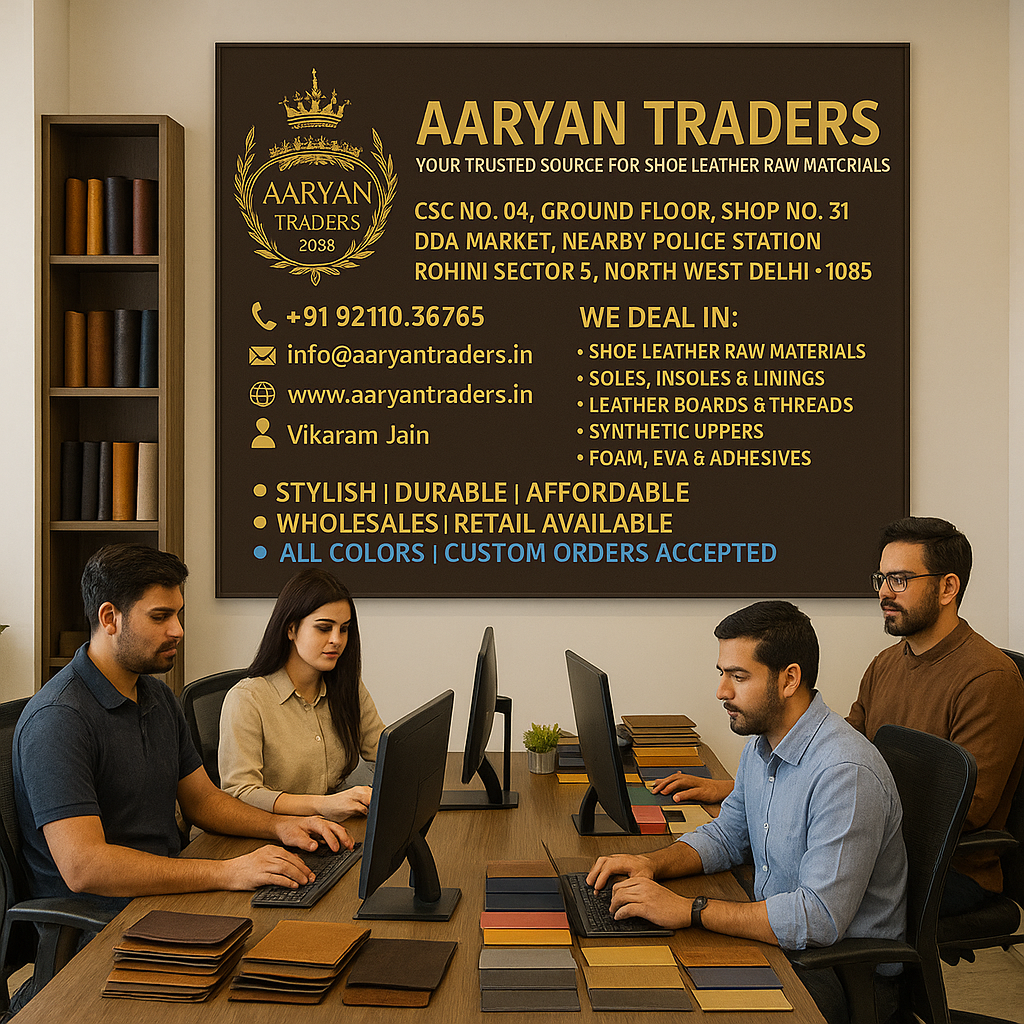 AARYAN
TRADERS
2038
AARYAN TRADERS
YOUR TRUSTED SOURCE FOR SHOE LEATHER RAW MATCRIALS
CSC NO. 04, GROUND FLOOR, SHOP NO. 31
DDA MARKET, NEARBY POLICE STATION
ROHINI SECTOR 5, NORTH WEST DELHI • 1085
+91 92110.36765
info@aaryantraders.in
www.aaryantraders.in
Vikaram Jain
WE DEAL IN:
• SHOE LEATHER RAW MATERIALS
• SOLES, INSOLES & LININGS
• LEATHER BOARDS & THREADS
• SYNTHETIC UPPERS
• FOAM, EVA & ADHESIVES
• STYLISH | DURABLE | AFFORDABLE
• WHOLESALES | RETAIL AVAILABLE
• ALL COLORS | CUSTOM ORDERS ACCEPTED